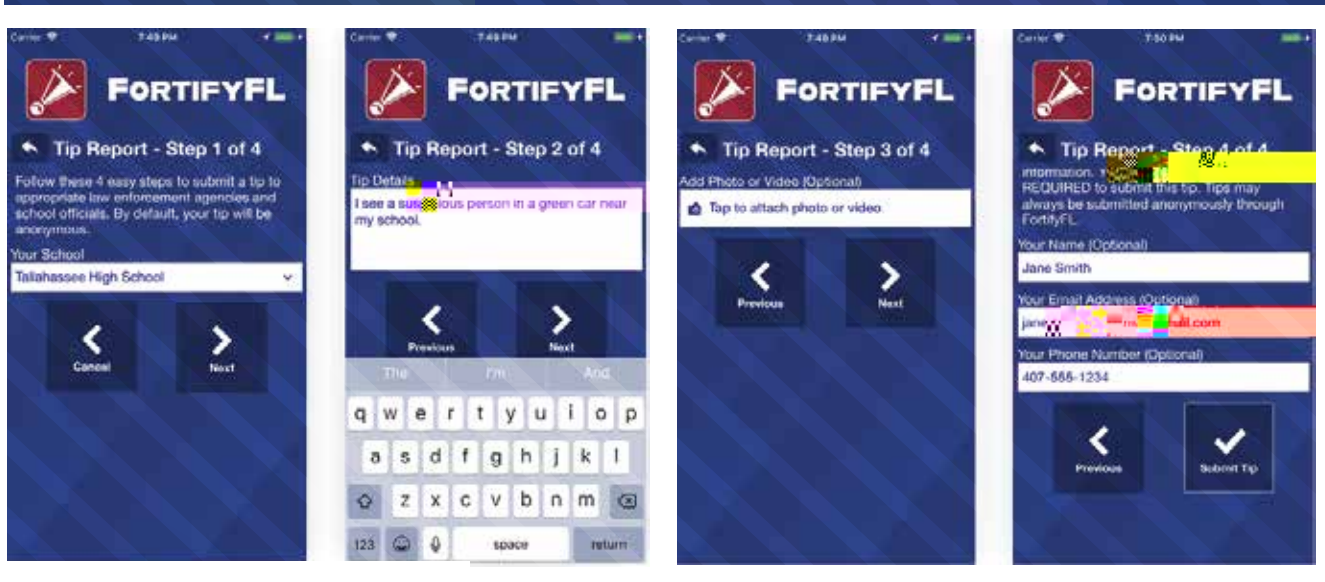 Carrier 7:49 PM
FORTIFYFL
Tip Report - Step 1 of 4
Follow these 4 easy steps to submit a tip to
appropriate law enforcement agencies and
school officials. By default, your tip will be
anonymous.
Your School
Tallahassee High School
Cancel
Next
Carrier 7:49 PM
FORTIFYFL
Tip Report - Step 2 of 4
Tip Details
I see a person in a green car near
my school.
Previous
Next
The I'm And
q w e r t y u i o p
a s d f g h j k l
z x c v b n m
123 space return
Carrier 7:49 PM
FORTIFYFL
Tip Report - Step 3 of 4
Add Photo or Video (Optional)
Tap to attach photo or video.
Previous
Next
Carrier 7:50 PM
FORTIFYFL
Tip Report - Step 4 of 4
information.
REQUIRED to submit this tip. Tips may
always be submitted anonymously through
FortifyFL.
Your Name (Optional)
Jane Smith
Your Email Address (Optional)
Your Phone Number (Optional)
407-555-1234
Previous
Submit Tip